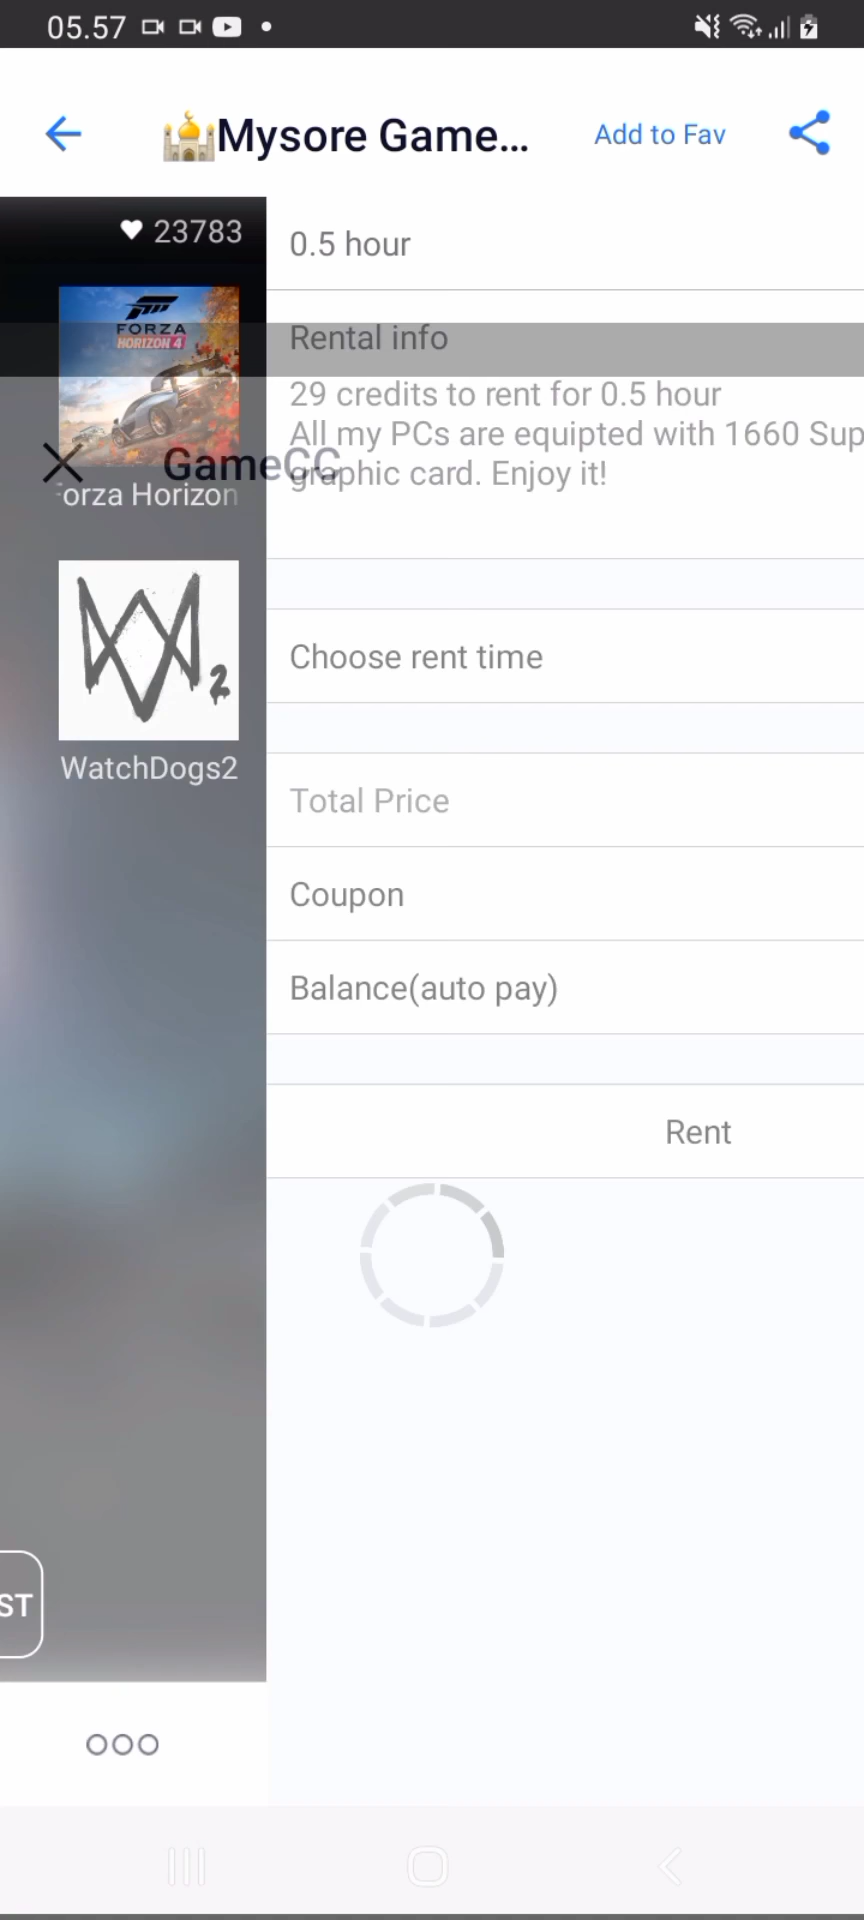 05.57
🕌Mysore Game...
Add to Fav
23783
0.5 hour
FORZA
HORIZON 4
Rental info
29 credits to rent for 0.5 hour
All my PCs are equipted with 1660 Sup
graphic card. Enjoy it!
GameCC
orza Horizon
2
WatchDogs2
Choose rent time
Total Price
Coupon
Balance(auto pay)
Rent
ST